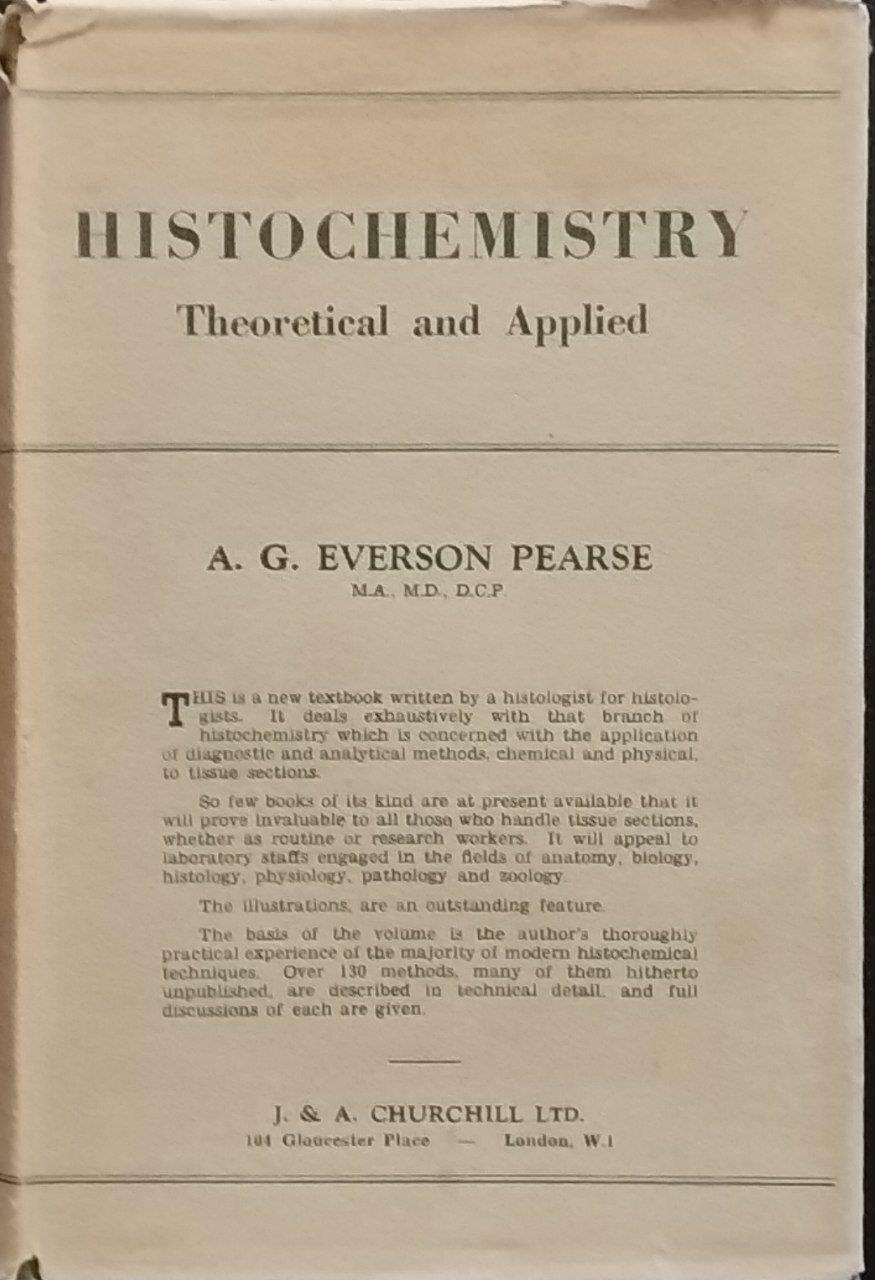 HISTOCHEMISTRY
Theoretical and Applied
A. G. EVERSON PEARSE
M.A., M.D., D.C.P.
THIS is a new textbook written by a histologist for histolo-
gists. It deals exhaustively with that branch of
histochemistry which is concerned with the application
of diagnostic and analytical methods, chemical and physical,
to tissue sections.
So few books of its kind are at present available that it
will prove invaluable to all those who handle tissue sections,
whether as routine or research workers. It will appeal to
laboratory staffs engaged in the fields of anatomy, biology,
histology, physiology, pathology and zoology.
The illustrations, are an outstanding feature.
The basis of the volume is the author's thoroughly
practical experience of the majority of modern histochemical
techniques. Over 130 methods, many of them hitherto
unpublished, are described in technical detail, and full
discussions of each are given.
J. & A. CHURCHILL LTD.
104 Gloucester Place — London, W.1